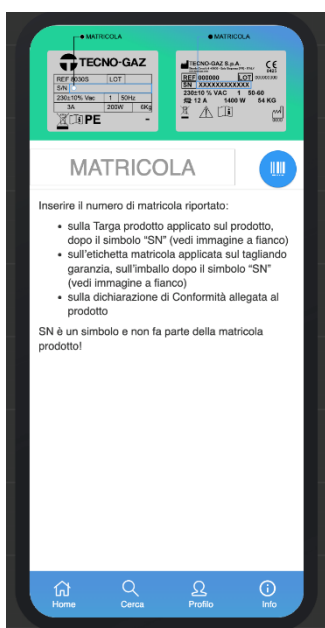 MATRICOLA
TECNO-GAZ
REF 8030S LOT
S/N
230±10% Vac 1 50Hz
3A 200W 6Kg
PE -
MATRICOLA
TECNO-GAZ S.p.A.
CE
0425
REF 000000 LOT
SN XXXXXXXXXXXX
230±10 % VAC 1 50-60
12 A 1400 W 54 KG
MATRICOLA
Inserire il numero di matricola riportato:
• sulla Targa prodotto applicato sul prodotto,
dopo il simbolo “SN” (vedi immagine a fianco)
• sull'etichetta matricola applicata sul tagliando
garanzia, sull'imballo dopo il simbolo “SN”
(vedi immagine a fianco)
• sulla dichiarazione di Conformità allegata al
prodotto
SN è un simbolo e non fa parte della matricola
prodotto!
Home Cerca Profilo Info